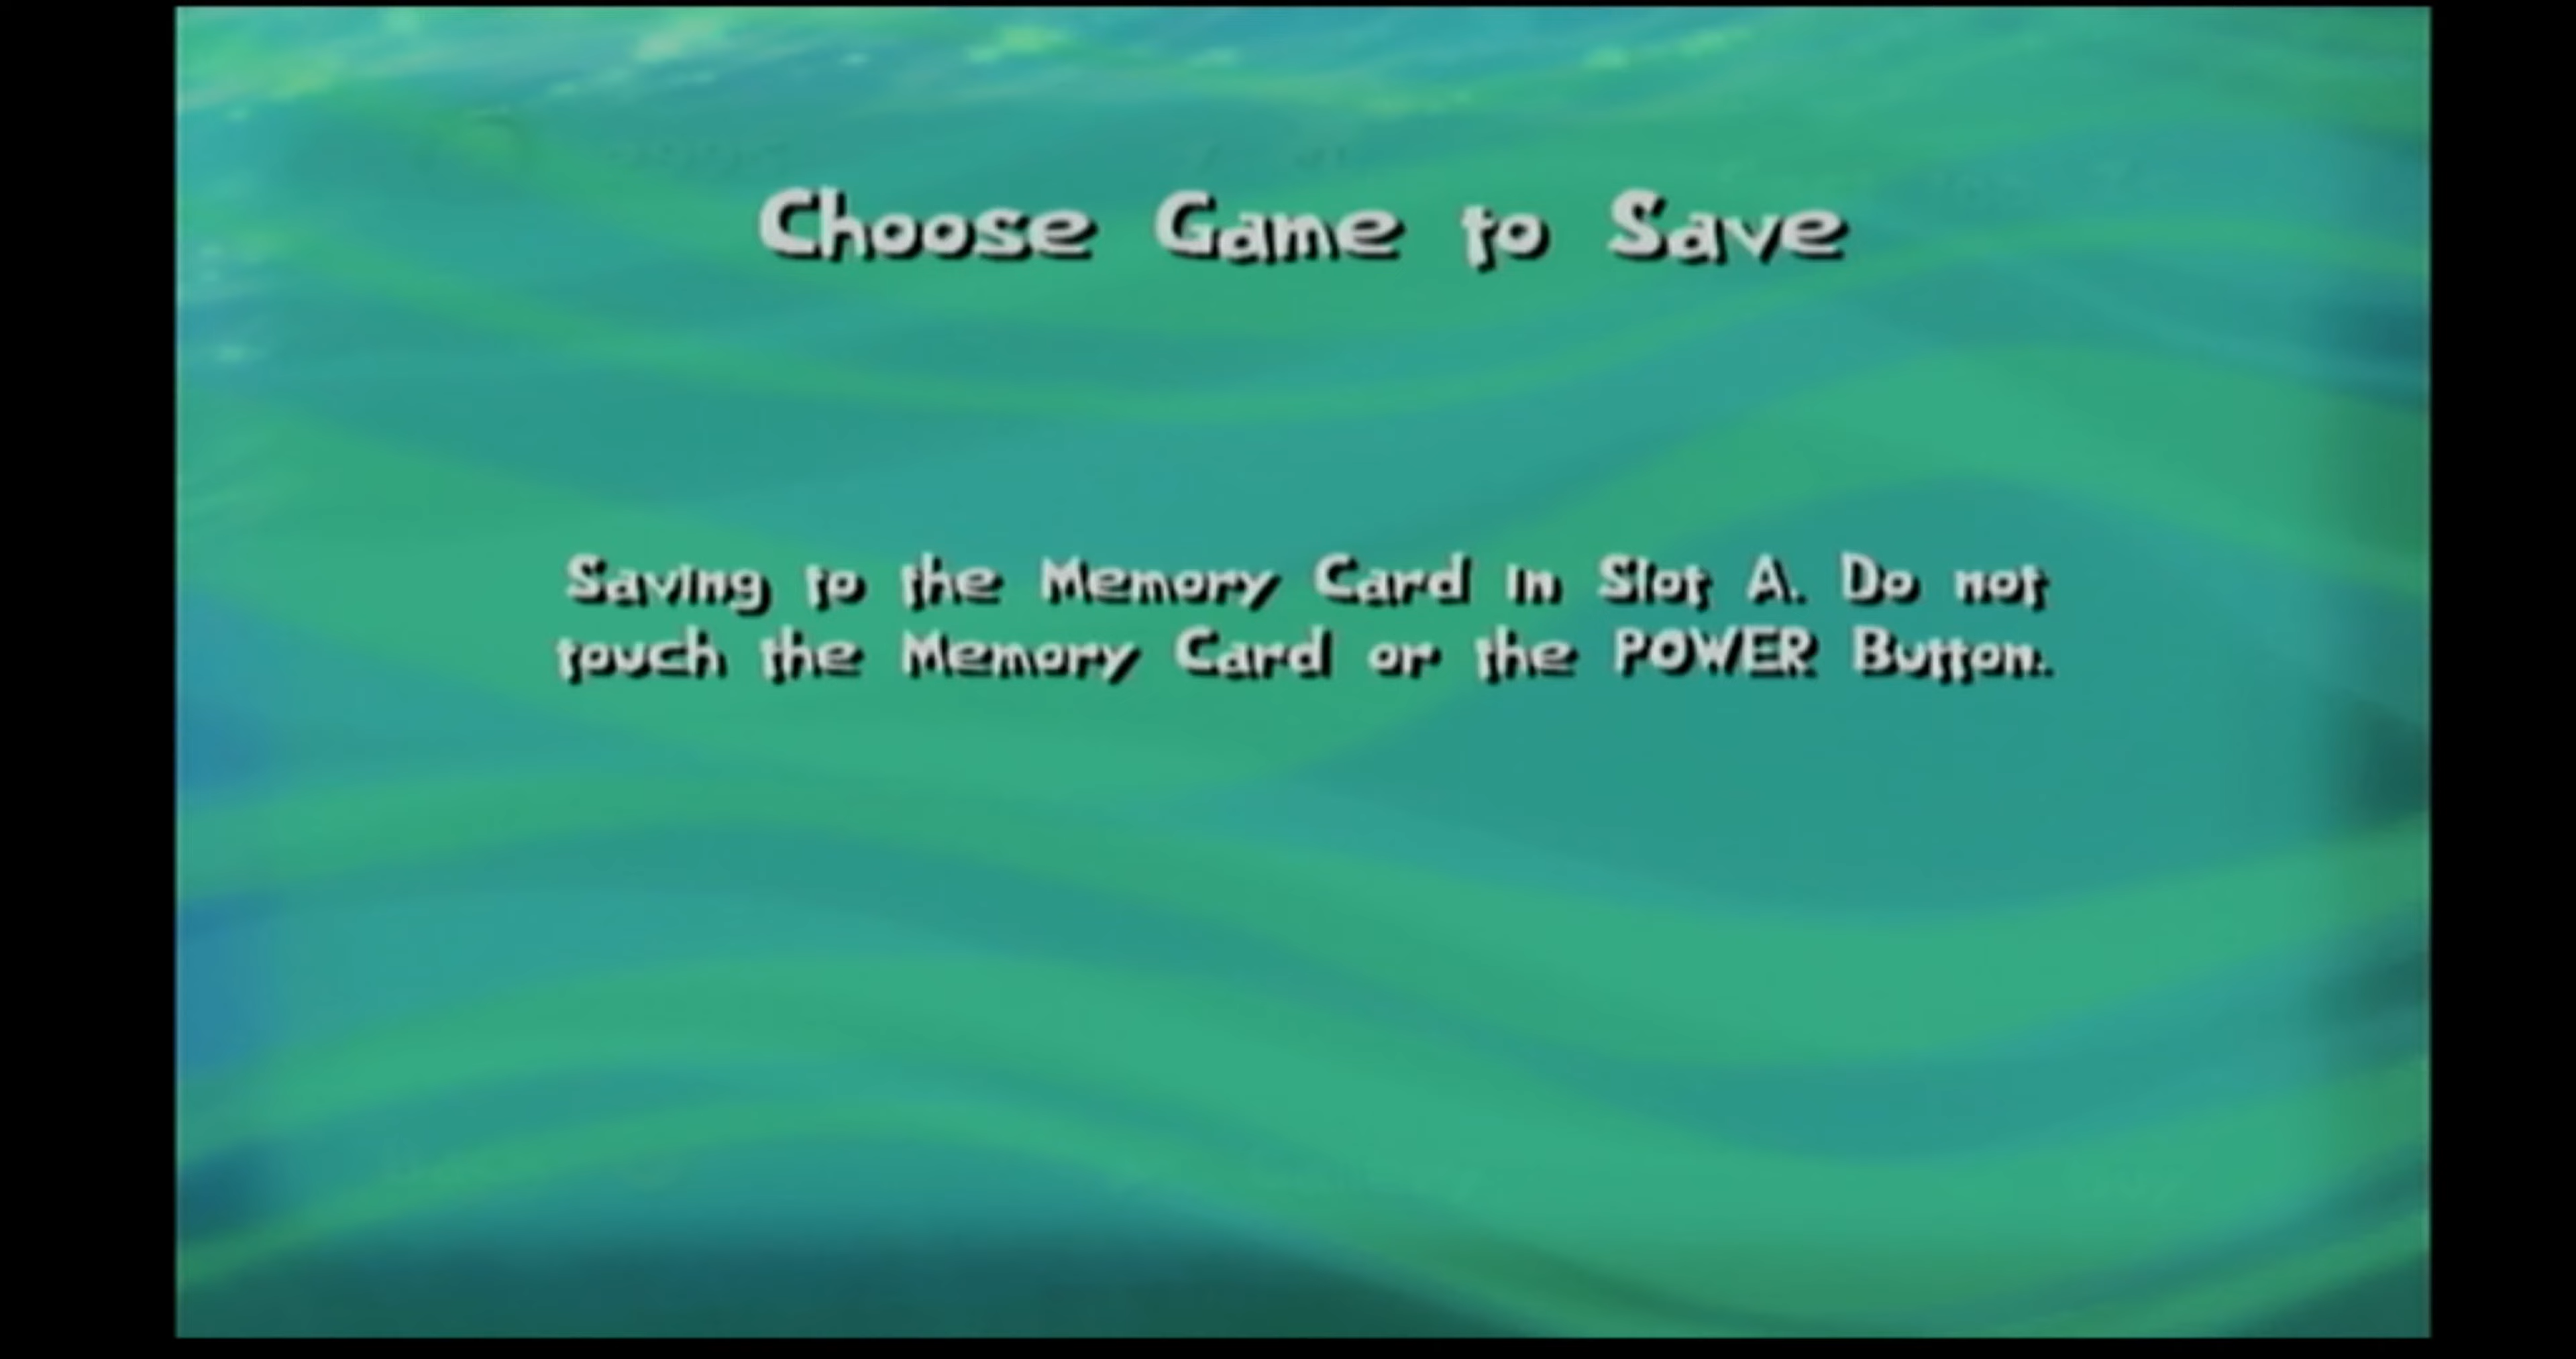 Choose Game to Save
Saving to the Memory Card in Slot A. Do not
touch the Memory Card or the POWER Button.